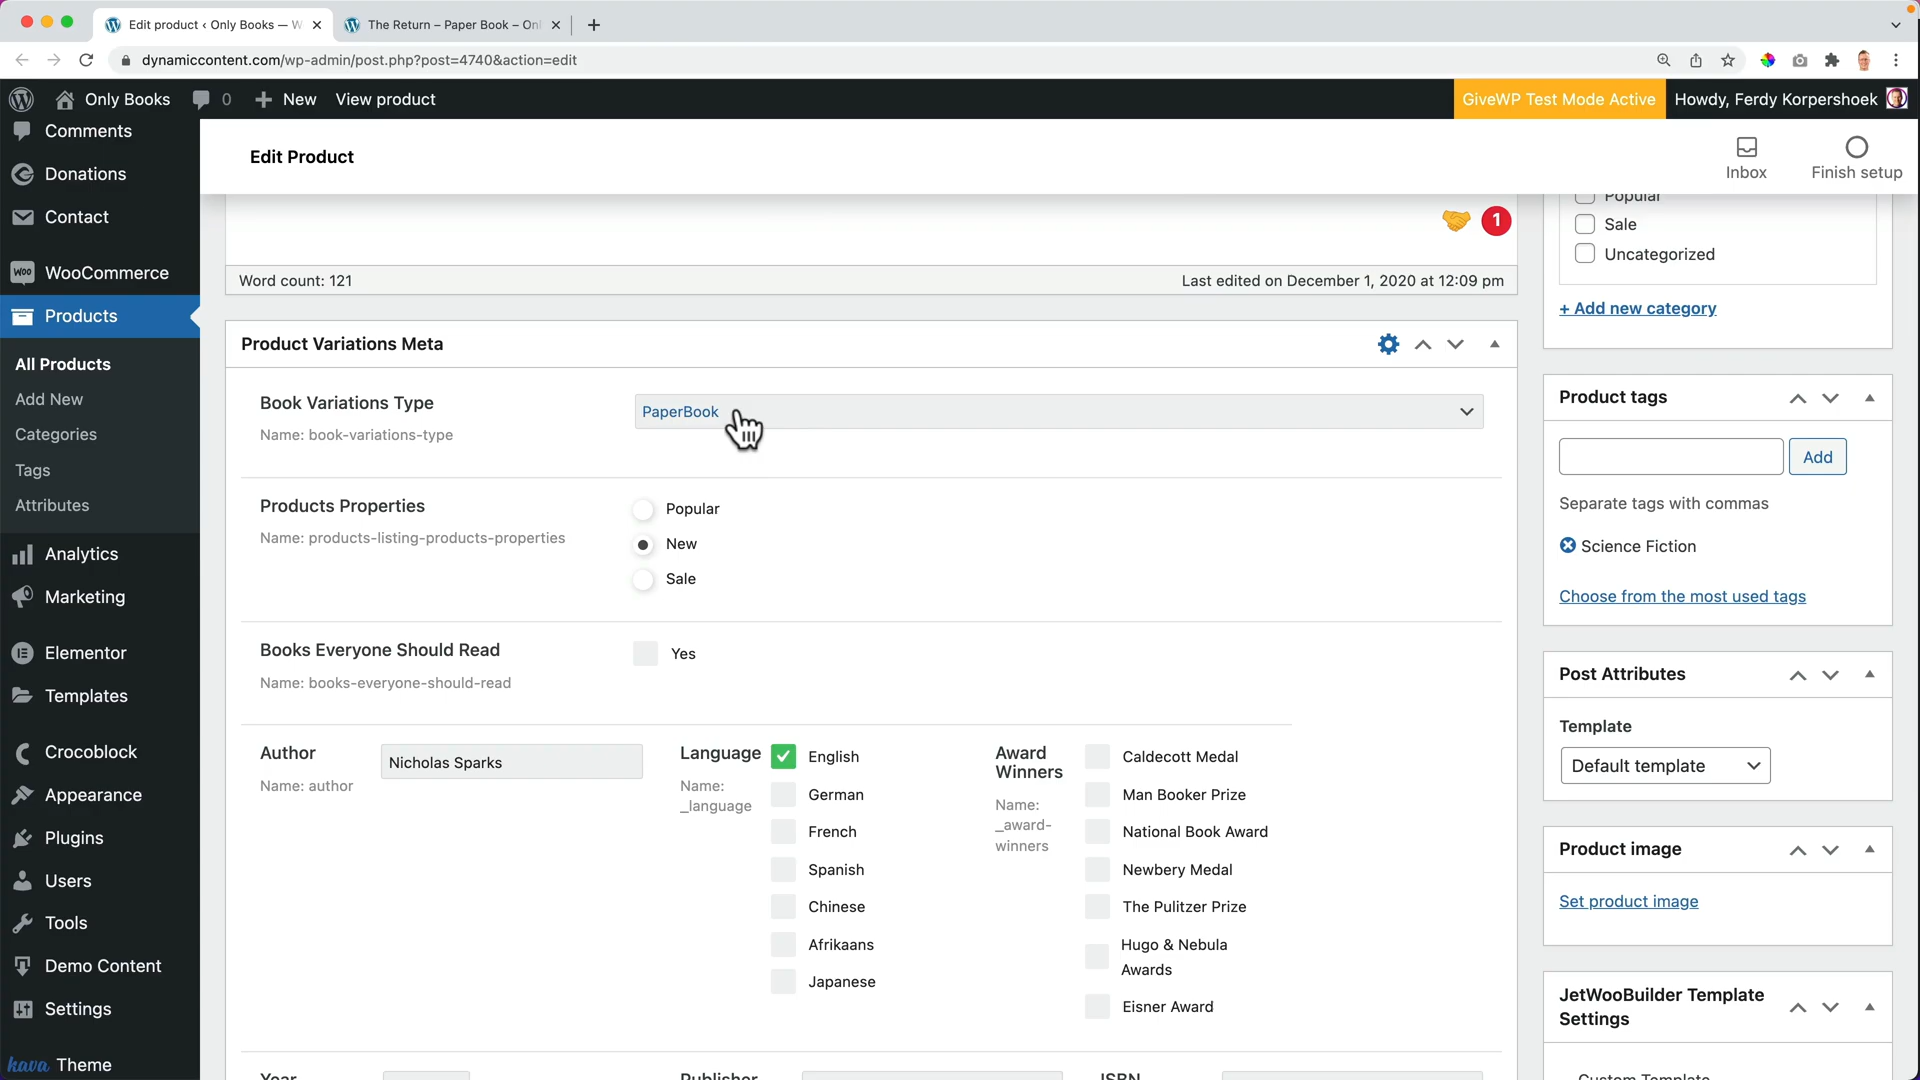 Edit product ‹ Only Books — W
The Return – Paper Book – Onl
dynamiccontent.com/wp-admin/post.php?post=4740&action=edit
Only Books
0
New
View product
GiveWP Test Mode Active
Howdy, Ferdy Korpershoek
Comments
Donations
Contact
WOO
WooCommerce
Products
All Products
Add New
Categories
Tags
Attributes
Analytics
Marketing
Elementor
Templates
Crocoblock
Appearance
Plugins
Users
Tools
Demo Content
Settings
kava Theme
Edit Product
Inbox
Finish setup
1
Word count: 121
Last edited on December 1, 2020 at 12:09 pm
Product Variations Meta
Book Variations Type
Name: book-variations-type
PaperBook
Products Properties
Name: products-listing-products-properties
Popular
New
Sale
Books Everyone Should Read
Name: books-everyone-should-read
Yes
Author
Name: author
Nicholas Sparks
Language
Name:
_language
English
German
French
Spanish
Chinese
Afrikaans
Japanese
Award
Winners
Name:
_award-
winners
Caldecott Medal
Man Booker Prize
National Book Award
Newbery Medal
The Pulitzer Prize
Hugo & Nebula
Awards
Eisner Award
Year
Publisher
ISBN
Popular
Sale
Uncategorized
+ Add new category
Product tags
Add
Separate tags with commas
Science Fiction
Choose from the most used tags
Post Attributes
Template
Default template
Product image
Set product image
JetWooBuilder Template
Settings
Custom Template